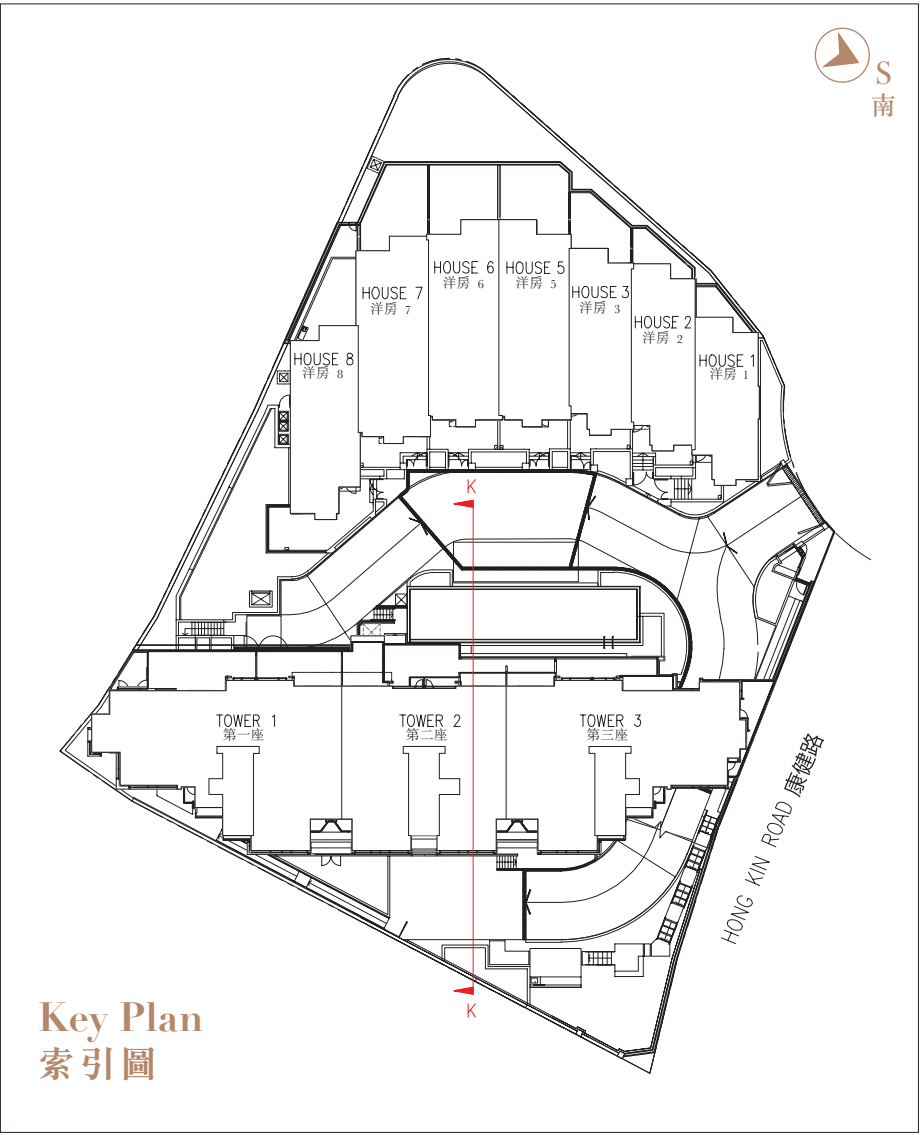 S
南
HOUSE 6
洋房 6
HOUSE 5
洋房 5
HOUSE 7
洋房 7
HOUSE 3
洋房 3
HOUSE 2
洋房 2
HOUSE 8
洋房 8
HOUSE 1
洋房 1
K
TOWER 1
第一座
TOWER 2
第二座
TOWER 3
第三座
HONG KIN ROAD 康健路
K
Key Plan
索引圖